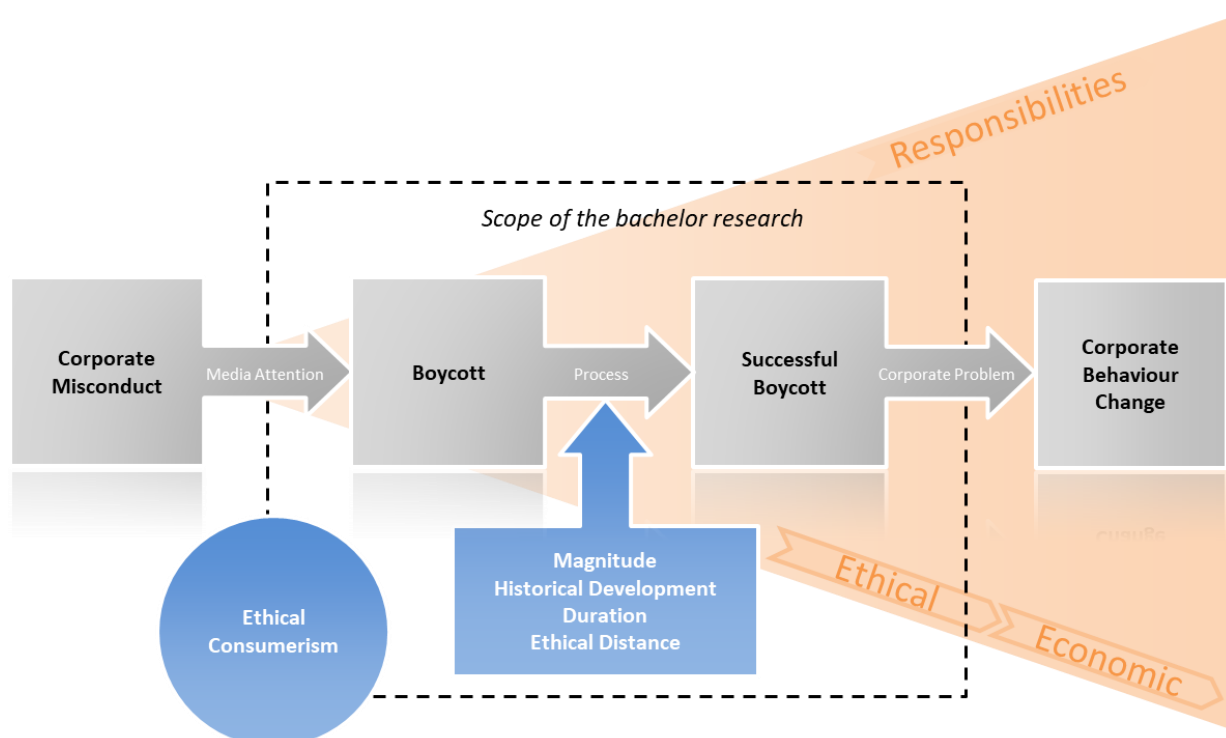 Responsibilities
Scope of the bachelor research
Corporate
Misconduct
Media Attention
Boycott
Process
Successful
Boycott
Corporate Problem
Corporate
Behaviour
Change
Ethical
Consumerism
Magnitude
Historical Development
Duration
Ethical Distance
Ethical
Economic